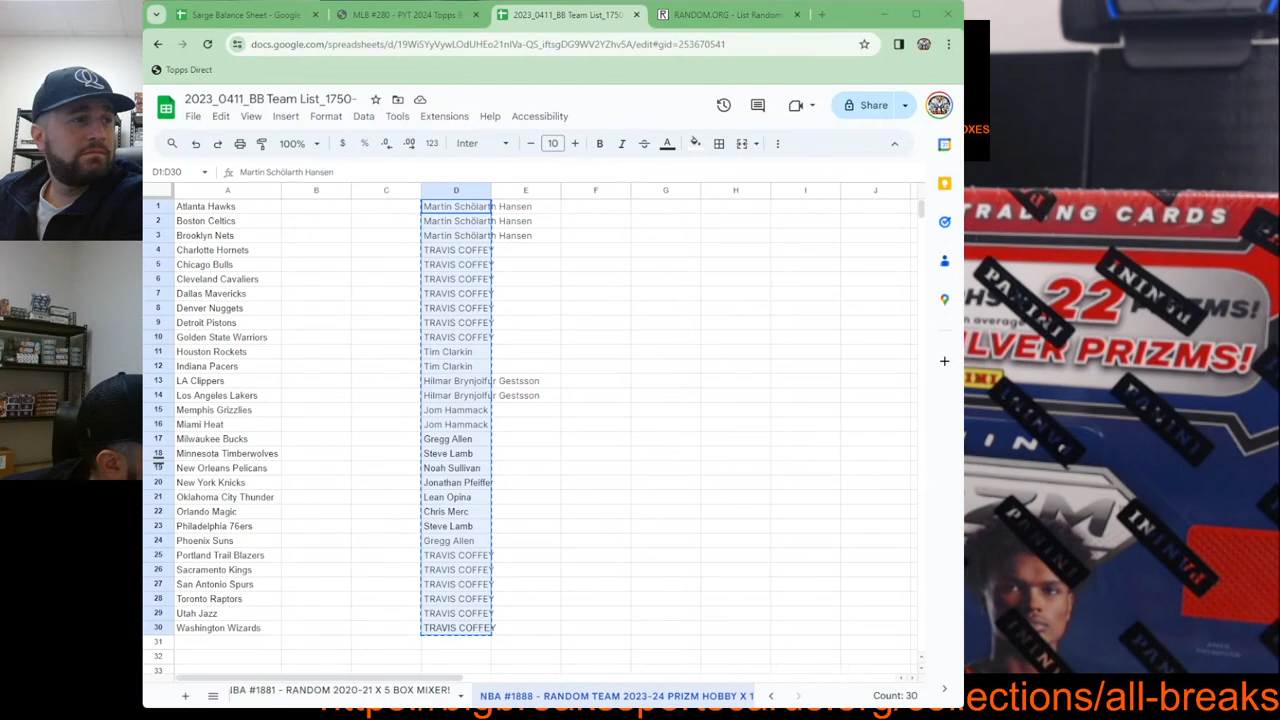 Sarge Balance Sheet - Google
MLB #280 - PYT 2024 Topps B
2023_0411_BB Team List_1750-
RANDOM.ORG - List Random
docs.google.com/spreadsheets/d/19WiSYyVywLOdUHEo21nIVa-QS_iftsgDG9WV2YZhv5A/edit#gid=253670541
Topps Direct
2023_0411_BB Team List_1750-
File Edit View Insert Format Data Tools Extensions Help Accessibility
Share
100% $ % .0 .00 123 Inter 10 B I A
D1:D30 fx Martin Schölarth Hansen
A B C D E F G H I J
1 Atlanta Hawks Martin Schölarth Hansen
2 Boston Celtics Martin Schölarth Hansen
3 Brooklyn Nets Martin Schölarth Hansen
4 Charlotte Hornets TRAVIS COFFEY
5 Chicago Bulls TRAVIS COFFEY
6 Cleveland Cavaliers TRAVIS COFFEY
7 Dallas Mavericks TRAVIS COFFEY
8 Denver Nuggets TRAVIS COFFEY
9 Detroit Pistons TRAVIS COFFEY
10 Golden State Warriors TRAVIS COFFEY
11 Houston Rockets Tim Clarkin
12 Indiana Pacers Tim Clarkin
13 LA Clippers Hilmar Brynjolfur Gestsson
14 Los Angeles Lakers Hilmar Brynjolfur Gestsson
15 Memphis Grizzlies Jom Hammack
16 Miami Heat Jom Hammack
17 Milwaukee Bucks Gregg Allen
18 Minnesota Timberwolves Steve Lamb
19 New Orleans Pelicans Noah Sullivan
20 New York Knicks Jonathan Pfeiffer
21 Oklahoma City Thunder Lean Opina
22 Orlando Magic Chris Merc
23 Philadelphia 76ers Steve Lamb
24 Phoenix Suns Gregg Allen
25 Portland Trail Blazers TRAVIS COFFEY
26 Sacramento Kings TRAVIS COFFEY
27 San Antonio Spurs TRAVIS COFFEY
28 Toronto Raptors TRAVIS COFFEY
29 Utah Jazz TRAVIS COFFEY
30 Washington Wizards TRAVIS COFFEY
31
32
33
NBA #1881 - RANDOM 2020-21 X 5 BOX MIXER!
NBA #1888 - RANDOM TEAM 2023-24 PRIZM HOBBY X 1
Count: 30
OXES
TRADING CARDS
22
PRIZMS!
average
SILVER PRIZMS!
PANINI
PANINI
PANINI
/all-breaks